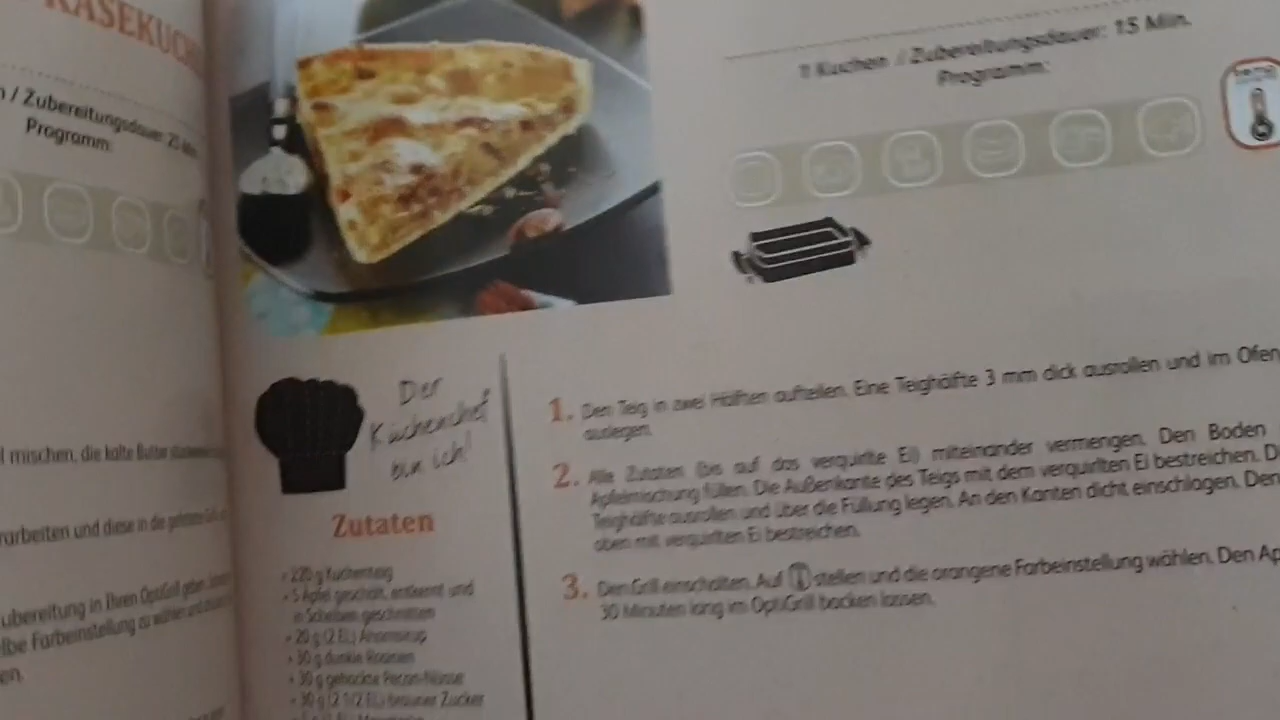 KÄSEKUCH
/ Zubereitungsdauer: 25 Min.
Programm:
l mischen, die kalte Butter
rarbeiten und diese in die
ubereitung in Ihren OptiGrill geben.
lbe Farbeinstellung zu wählen und
en.
1 Kuchen / Zubereitungsdauer: 15 Min.
Programm:
Der
Küchenchef
bin ich!
Zutaten
• 220 g Kuchenteig
• 5 Äpfel geschält, entkernt und
in Scheiben geschnitten
• 20 g (2 EL) Ahornsirup
• 30 g dunkle Rosinen
• 30 g gehackte Pecan-Nüsse
• 30 g (2 1/2 EL) brauner Zucker
1. Den Teig in zwei Hälften aufteilen. Eine Teighälfte 3 mm dick ausrollen und im Ofen
auslegen.
2. Alle Zutaten (bis auf das verquirlte Ei) miteinander vermengen. Den Boden
Apfelmischung füllen. Die Außenkante des Teigs mit dem verquirlten Ei bestreichen. D
Teighälfte ausrollen und über die Füllung legen. An den Kanten dicht einschlagen. Den
oben mit verquirlten Ei bestreichen.
3. Den Grill einschalten. Auf stellen und die orangene Farbeinstellung wählen. Den Ap
30 Minuten lang im OptiGrill backen lassen.